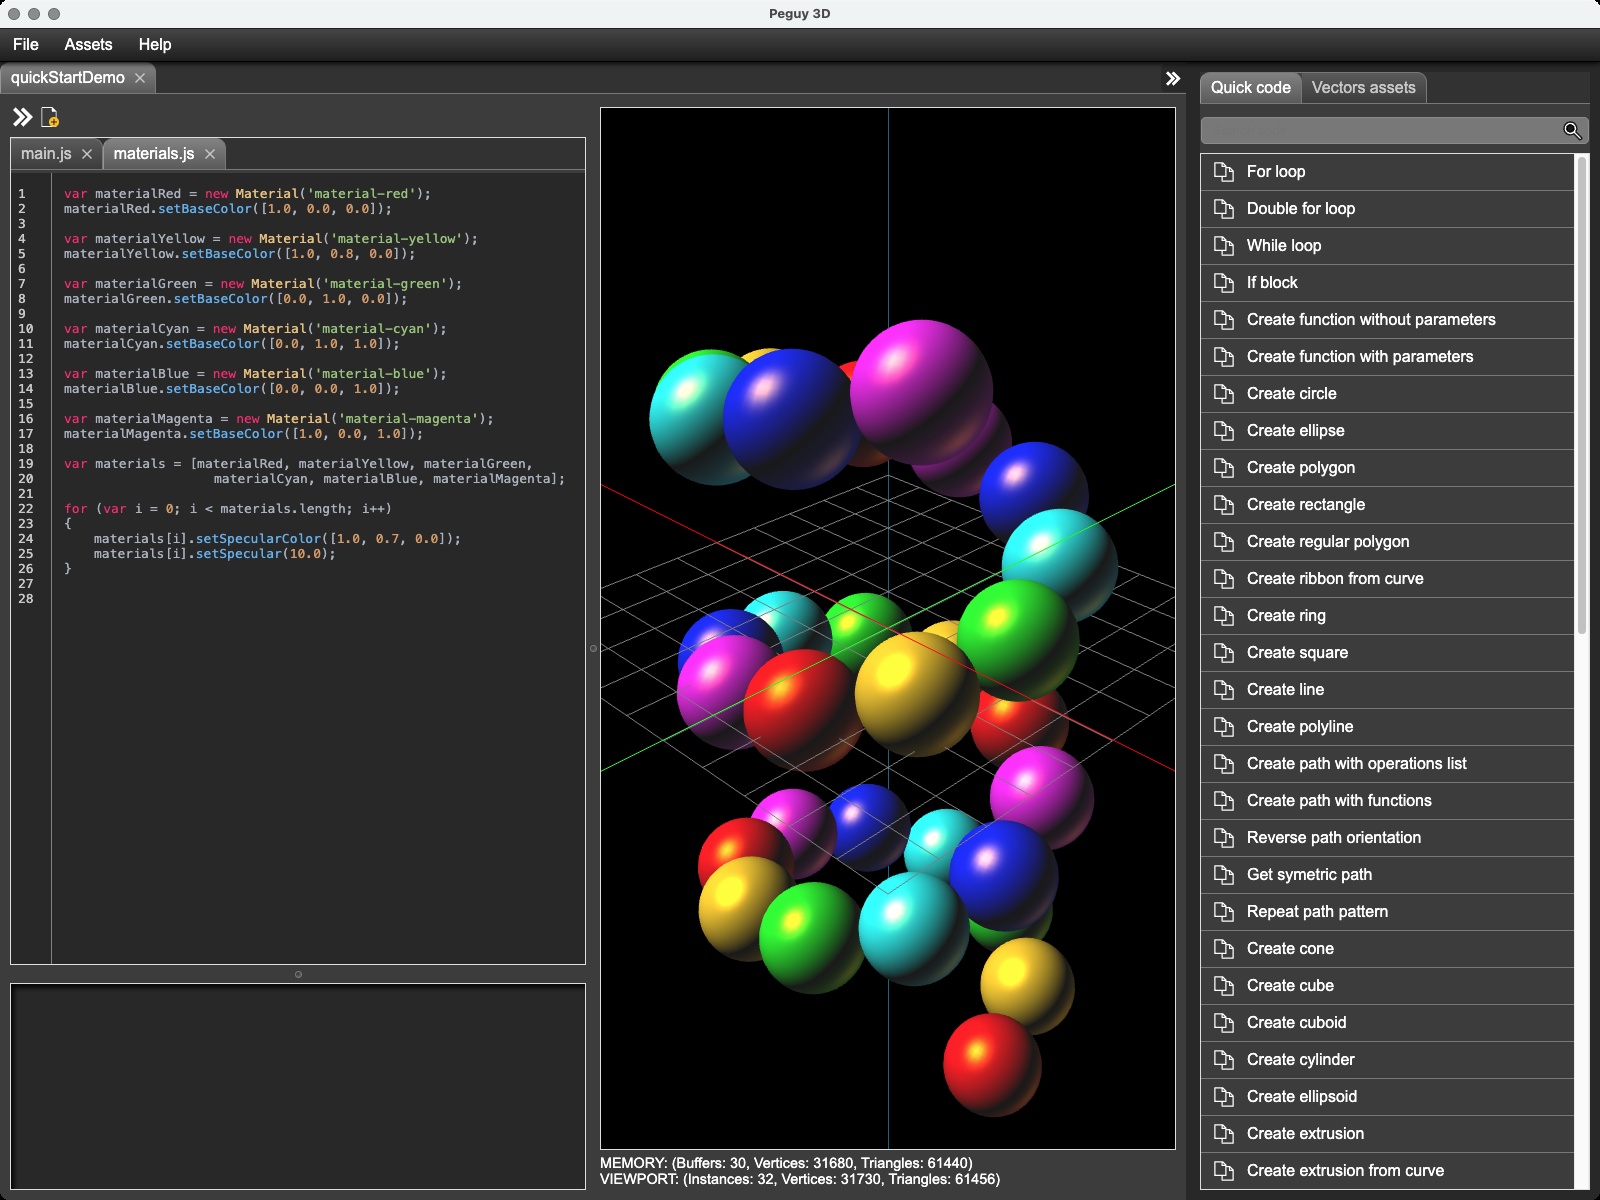 Peguy 3D
File Assets Help
quickStartDemo
Quick code Vectors assets
main.js materials.js
1 var materialRed = new Material('material-red');
2 materialRed.setBaseColor([1.0, 0.0, 0.0]);
3
4 var materialYellow = new Material('material-yellow');
5 materialYellow.setBaseColor([1.0, 0.8, 0.0]);
6
7 var materialGreen = new Material('material-green');
8 materialGreen.setBaseColor([0.0, 1.0, 0.0]);
9
10 var materialCyan = new Material('material-cyan');
11 materialCyan.setBaseColor([0.0, 1.0, 1.0]);
12
13 var materialBlue = new Material('material-blue');
14 materialBlue.setBaseColor([0.0, 0.0, 1.0]);
15
16 var materialMagenta = new Material('material-magenta');
17 materialMagenta.setBaseColor([1.0, 0.0, 1.0]);
18
19 var materials = [materialRed, materialYellow, materialGreen,
20 materialCyan, materialBlue, materialMagenta];
21
22 for (var i = 0; i < materials.length; i++)
23 {
24 materials[i].setSpecularColor([1.0, 0.7, 0.0]);
25 materials[i].setSpecular(10.0);
26 }
27
28
MEMORY: (Buffers: 30, Vertices: 31680, Triangles: 61440)
VIEWPORT: (Instances: 32, Vertices: 31730, Triangles: 61456)
For loop
Double for loop
While loop
If block
Create function without parameters
Create function with parameters
Create circle
Create ellipse
Create polygon
Create rectangle
Create regular polygon
Create ribbon from curve
Create ring
Create square
Create line
Create polyline
Create path with operations list
Create path with functions
Reverse path orientation
Get symetric path
Repeat path pattern
Create cone
Create cube
Create cuboid
Create cylinder
Create ellipsoid
Create extrusion
Create extrusion from curve